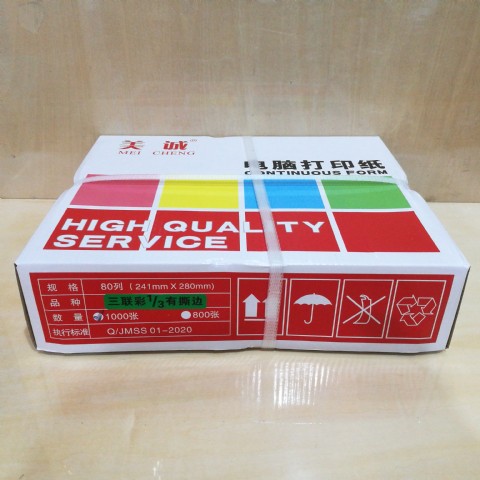 美诚
MEI CHENG
电脑打印纸
CONTINUOUS FORM
HIGH QUALITY
SERVICE
规格 80列（241mm X 280mm）
品种 三联彩1/3有撕边
数量 1000张 800张
执行标准 Q/JMSS 01-2020